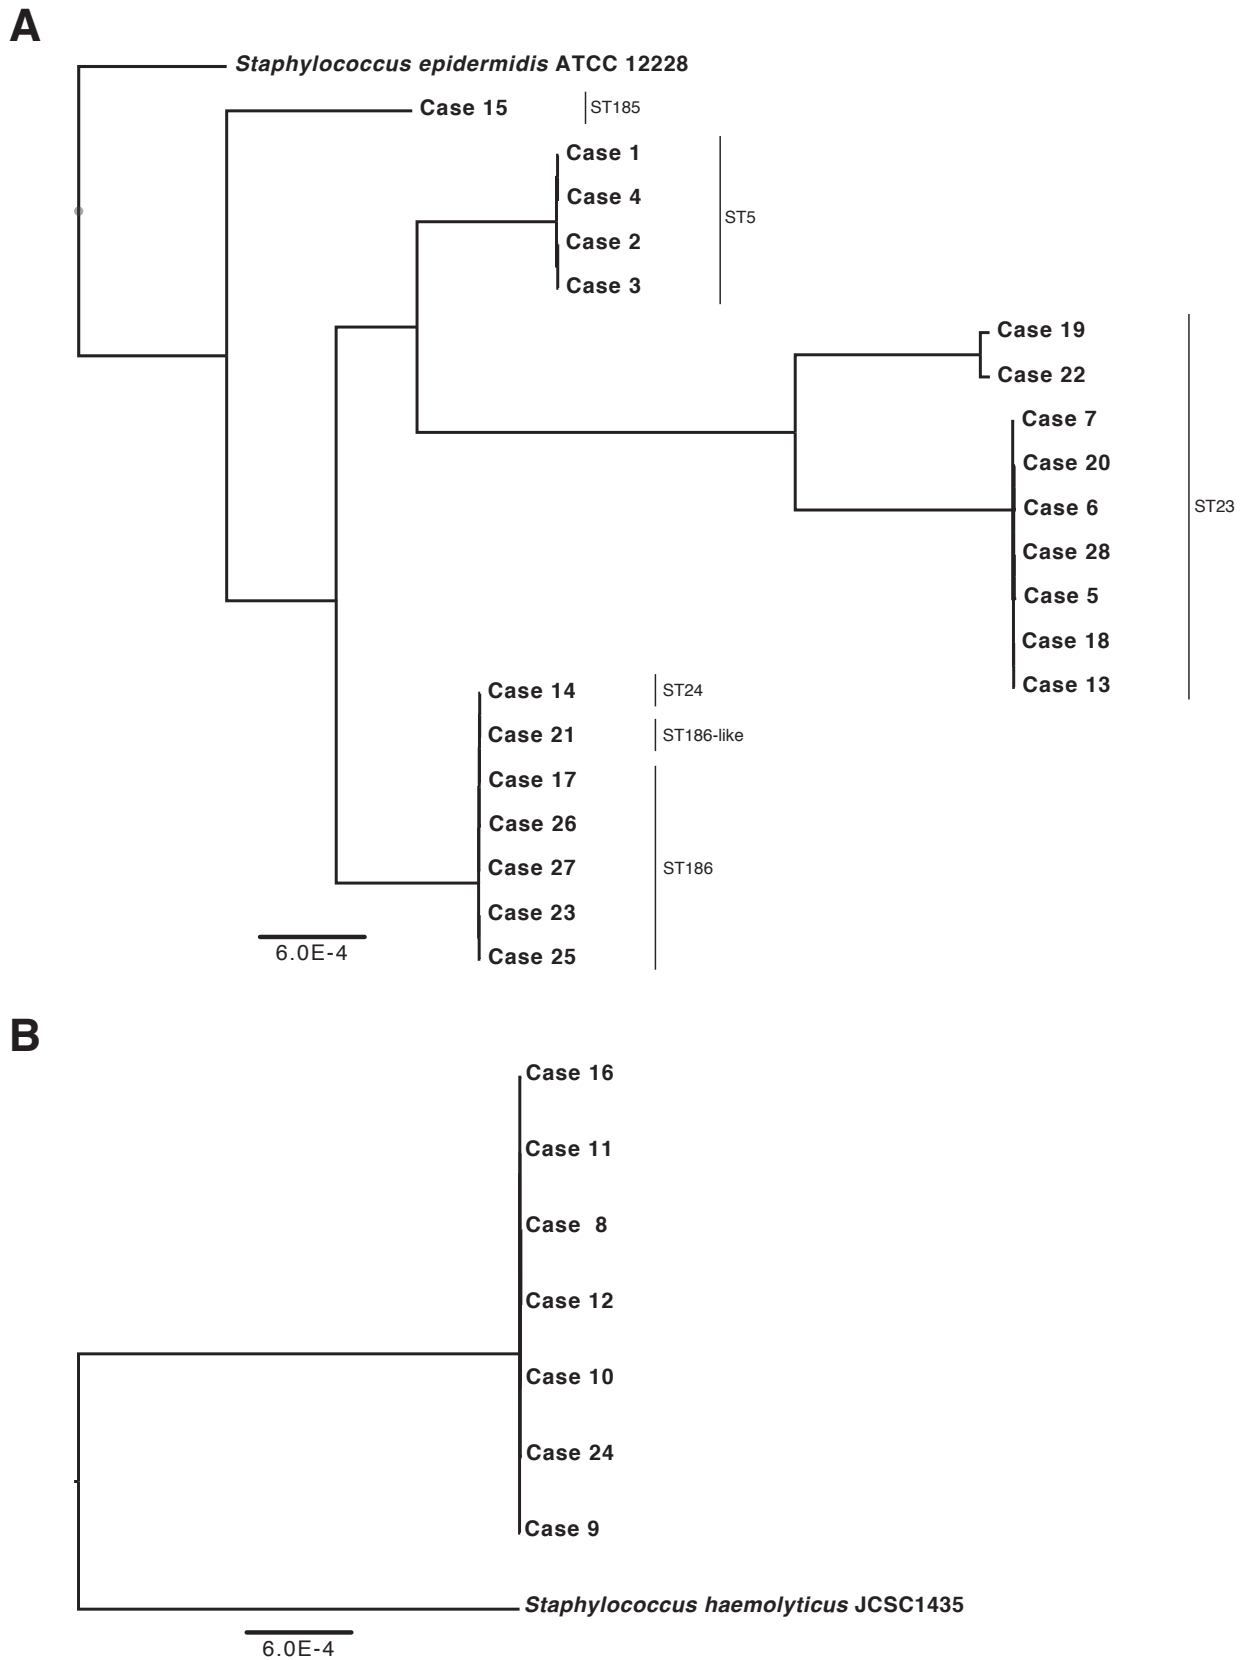 A
Staphylococcus epidermidis ATCC 12228
Case 15 ST185
Case 1
Case 4
ST5
Case 2
Case 3
Case 19
Case 22
Case 7
Case 20
Case 6 ST23
Case 28
Case 5
Case 18
Case 13
Case 14 ST24
Case 21 ST186-like
Case 17
Case 26
Case 27 ST186
Case 23
Case 25
6.0E-4
B
Case 16
Case 11
Case 8
Case 12
Case 10
Case 24
Case 9
Staphylococcus haemolyticus JCSC1435
6.0E-4